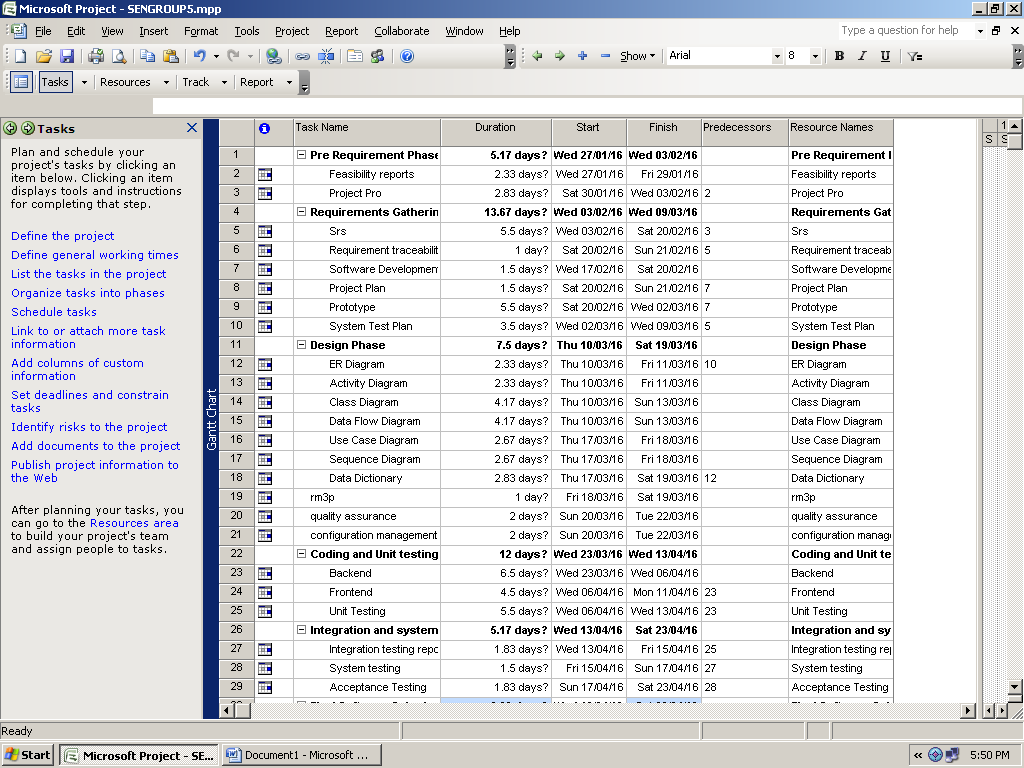 Microsoft Project - SENGROUP5.mpp
File Edit View Insert Format Tools Project Report Collaborate Window Help
Type a question for help
Show Arial 8 B I U
Tasks Resources Track Report
Tasks
Plan and schedule your
project's tasks by clicking an
item below. Clicking an item
displays tools and instructions
for completing that step.
Define the project
Define general working times
List the tasks in the project
Organize tasks into phases
Schedule tasks
Link to or attach more task
information
Add columns of custom
information
Set deadlines and constrain
tasks
Identify risks to the project
Add documents to the project
Publish project information to
the Web
After planning your tasks, you
can go to the Resources area
to build your project's team
and assign people to tasks.
Gantt Chart
Task Name Duration Start Finish Predecessors Resource Names
1
S S
1 Pre Requirement Phase 5.17 days? Wed 27/01/16 Wed 03/02/16 Pre Requirement I
2 Feasibility reports 2.33 days? Wed 27/01/16 Fri 29/01/16 Feasibility reports
3 Project Pro 2.83 days? Sat 30/01/16 Wed 03/02/16 2 Project Pro
4 Requirements Gatherin 13.67 days? Wed 03/02/16 Wed 09/03/16 Requirements Gat
5 Srs 5.5 days? Wed 03/02/16 Sat 20/02/16 3 Srs
6 Requirement traceabilit 1 day? Sat 20/02/16 Sun 21/02/16 5 Requirement traceab
7 Software Developmen 1.5 days? Wed 17/02/16 Sat 20/02/16 Software Developme
8 Project Plan 1.5 days? Sat 20/02/16 Sun 21/02/16 7 Project Plan
9 Prototype 5.5 days? Sat 20/02/16 Wed 02/03/16 7 Prototype
10 System Test Plan 3.5 days? Wed 02/03/16 Wed 09/03/16 5 System Test Plan
11 Design Phase 7.5 days? Thu 10/03/16 Sat 19/03/16 Design Phase
12 ER Diagram 2.33 days? Thu 10/03/16 Fri 11/03/16 10 ER Diagram
13 Activity Diagram 2.33 days? Thu 10/03/16 Fri 11/03/16 Activity Diagram
14 Class Diagram 4.17 days? Thu 10/03/16 Sun 13/03/16 Class Diagram
15 Data Flow Diagram 4.17 days? Thu 10/03/16 Sun 13/03/16 Data Flow Diagram
16 Use Case Diagram 2.67 days? Thu 17/03/16 Fri 18/03/16 Use Case Diagram
17 Sequence Diagram 2.67 days? Thu 17/03/16 Fri 18/03/16 Sequence Diagram
18 Data Dictionary 2.83 days? Thu 17/03/16 Sat 19/03/16 12 Data Dictionary
19 rm3p 1 day? Fri 18/03/16 Sat 19/03/16 rm3p
20 quality assurance 2 days? Sun 20/03/16 Tue 22/03/16 quality assurance
21 configuration management 2 days? Sun 20/03/16 Tue 22/03/16 configuration manag
22 Coding and Unit testing 12 days? Wed 23/03/16 Wed 13/04/16 Coding and Unit te
23 Backend 6.5 days? Wed 23/03/16 Wed 06/04/16 Backend
24 Frontend 4.5 days? Wed 06/04/16 Mon 11/04/16 23 Frontend
25 Unit Testing 5.5 days? Wed 06/04/16 Wed 13/04/16 23 Unit Testing
26 Integration and system 5.17 days? Wed 13/04/16 Sat 23/04/16 Integration and sy
27 Integration testing repo 1.83 days? Wed 13/04/16 Fri 15/04/16 25 Integration testing rej
28 System testing 1.5 days? Fri 15/04/16 Sun 17/04/16 27 System testing
29 Acceptance Testing 1.83 days? Sun 17/04/16 Sat 23/04/16 28 Acceptance Testing
Ready
Start Microsoft Project - SE... Document1 - Microsoft ... « 5:50 PM